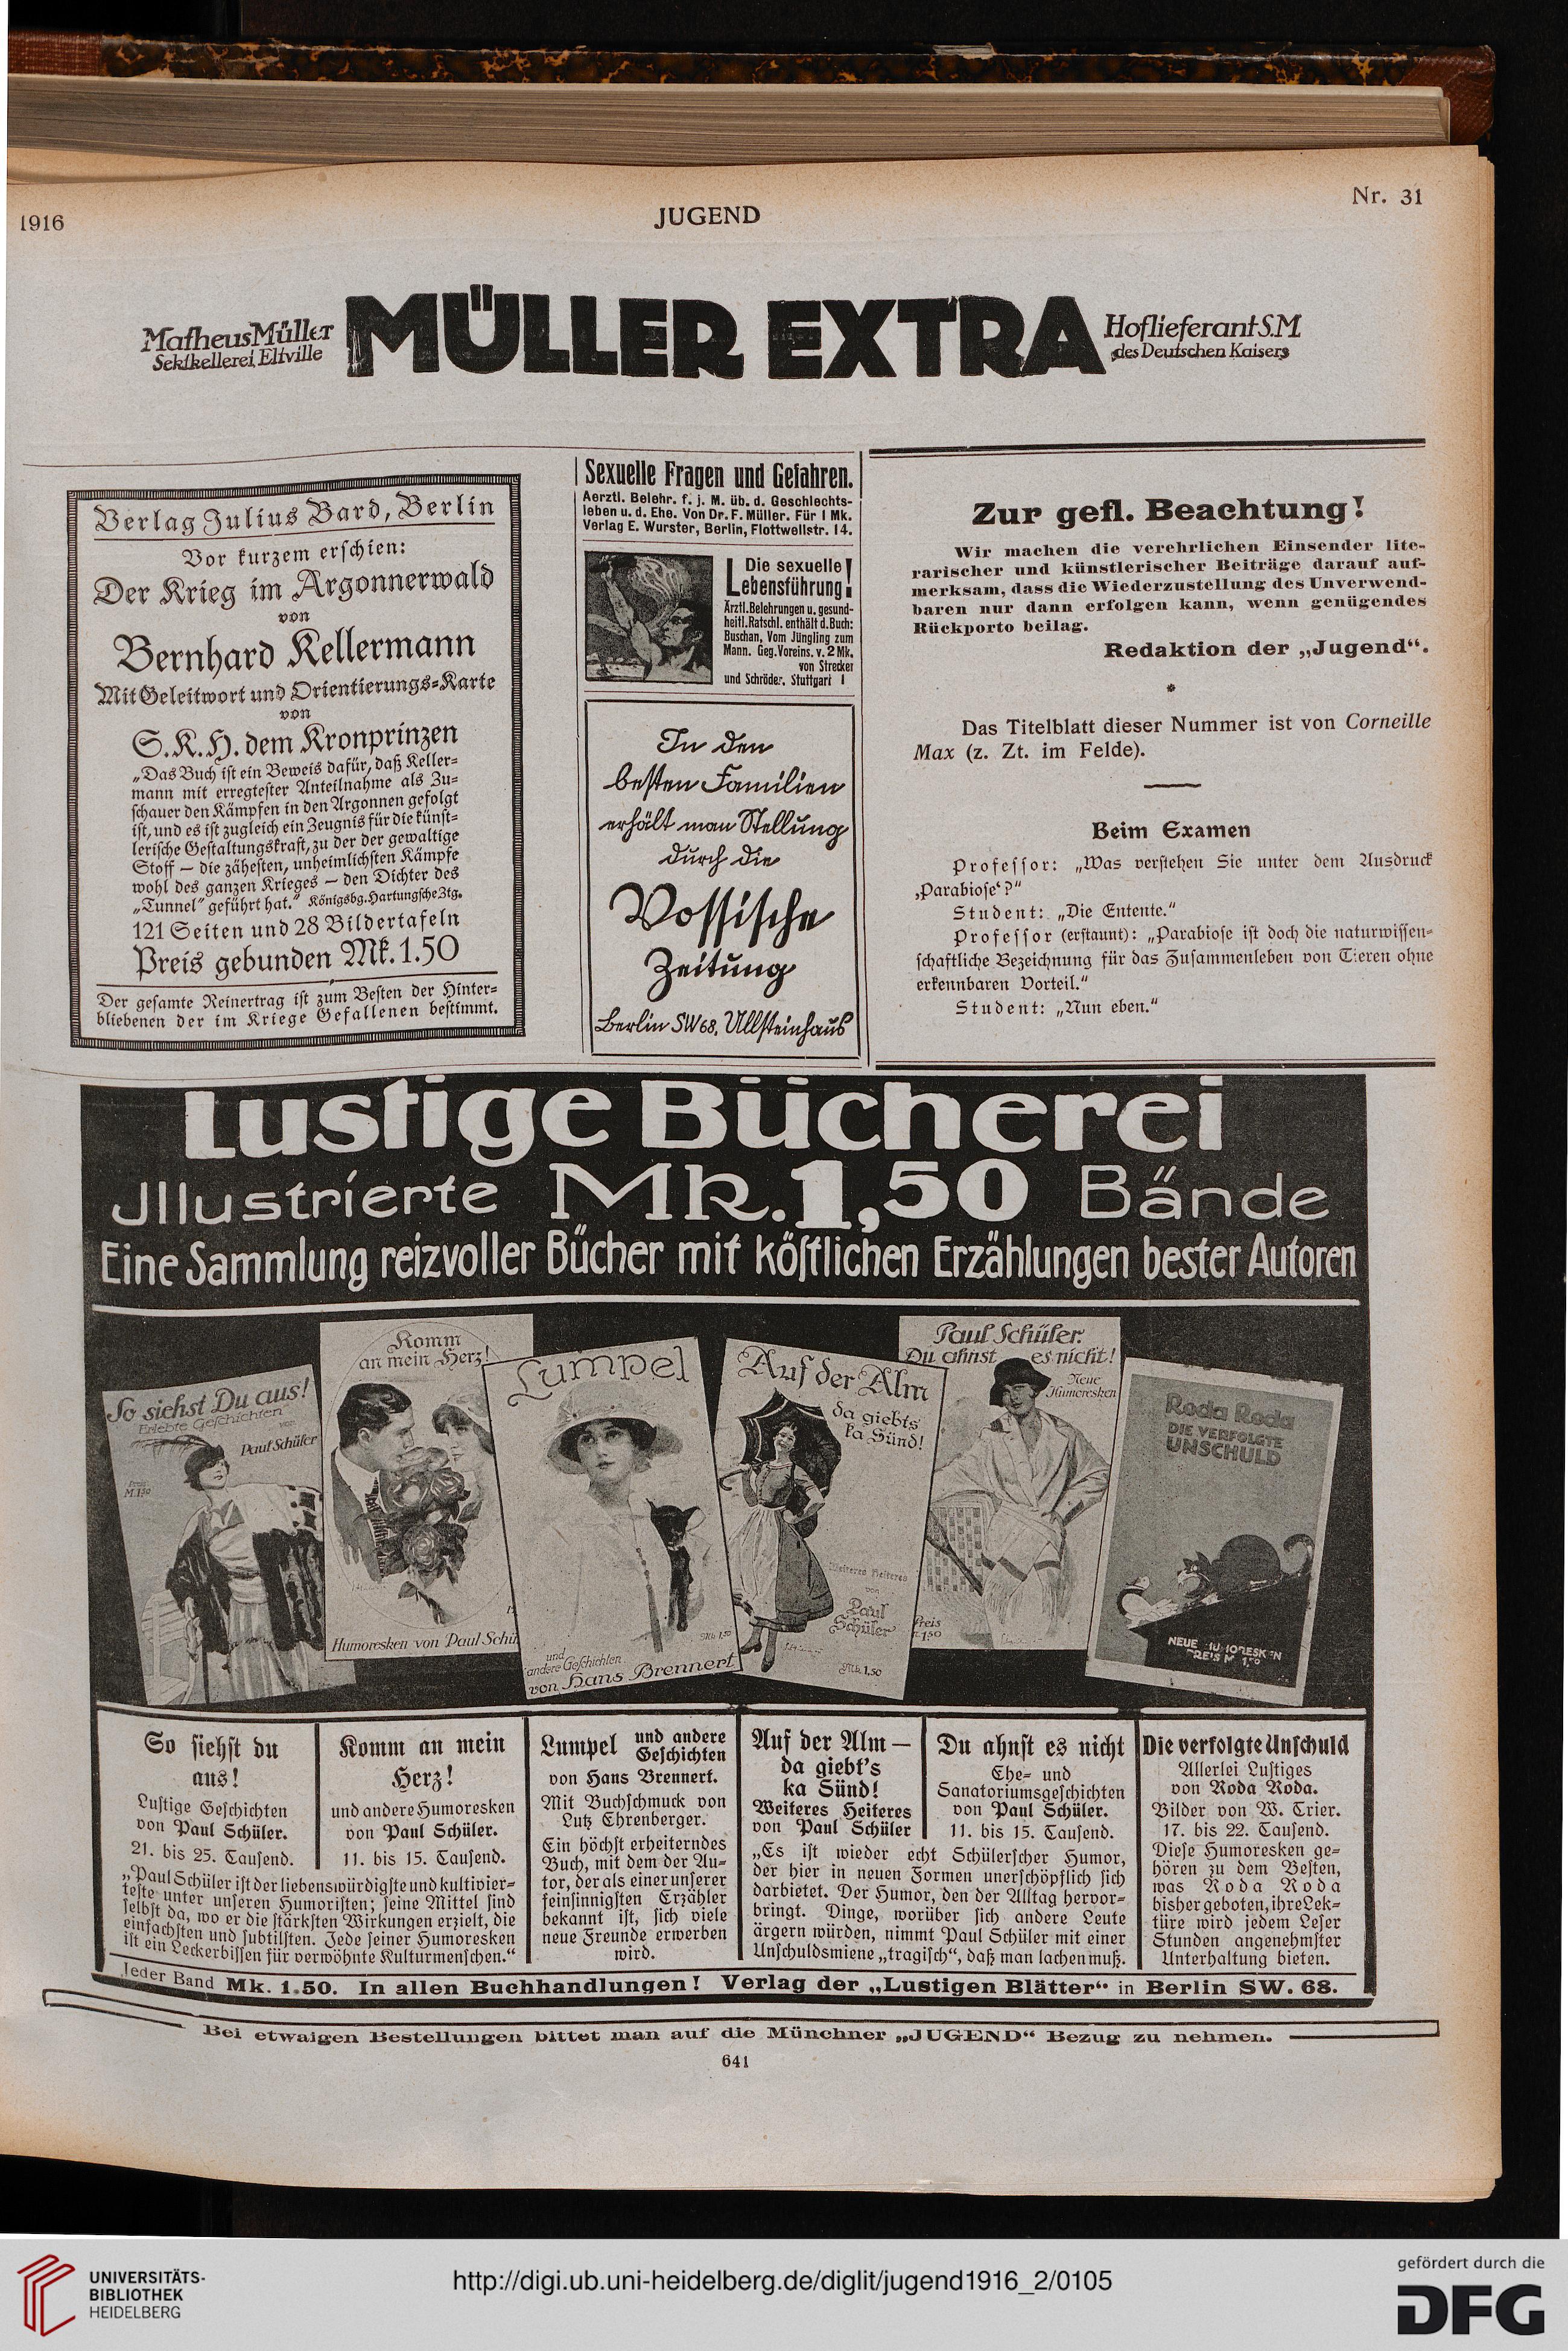 1916
JUGEND
Nr. 31
Matheus Müller
Sektkellerei Eltville
MÜLLER EXTRA
Hoflieferant S.M.
des Deutschen Kaisers
Verlag Julius Bard, Berlin
Vor kurzem erschien:
Der Krieg im Argonnerwald
von
Bernhard Kellermann
Mit Geleitwort und Orientierungs-Karte
von
S.K.H. dem Kronprinzen
„Das Buch ist ein Beweis dafür, daß Keller-
mann mit erregtester Anteilnahme als Zu-
schauer den Kämpfen in den Argonnen gefolgt
ist, und es ist zugleich ein Zeugnis für die künst-
lerische Gestaltungskraft, zu der der gewaltige
Stoff — die zähesten, unheimlichsten Kämpfe
wohl des ganzen Krieges — den Dichter des
„Tunnel" geführt hat." Königsbg. Hartungsche Ztg.
121 Seiten und 28 Bildertafeln
Preis gebunden Mk. 1.50
Der gesamte Reinertrag ist zum Besten der Hinter-
bliebenen der im Kriege Gefallenen bestimmt.
Sexuelle Fragen und Gefahren.
Aerztl. Belehr. f. j. M. üb. d. Geschlechts-
leben u. d. Ehe. Von Dr. F. Müller. Für 1 Mk.
Verlag E. Wurster, Berlin, Flottwellstr. 14.
Die sexuelle
Lebensführung!
Ärztl. Belehrungen u. gesund-
heitl. Ratschl. enthält d. Buch:
Buschan, Vom Jüngling zum
Mann. Geg. Voreins. v. 2 Mk.
von Strecker
und Schröder, Stuttgart 1
In den
besten Familien
erhält man Stellung
durch die
Vossische
Zeitung
Berlin SW 68, Ullsteinhaus
Zur gefl. Beachtung!
Wir machen die verehrlichen Einsender lite-
rarischer und künstlerischer Beiträge darauf auf-
merksam, dass die Wiederzustellung des Unverwend-
baren nur dann erfolgen kann, wenn genügendes
Rückporto beilag.
Redaktion der „Jugend“.
*
Das Titelblatt dieser Nummer ist von Corneille
Max (z. Zt. im Felde).
Beim Examen
Professor: „Was verstehen Sie unter dem Ausdruck
‚Parabiose‘?“
Student: „Die Entente.“
Professor (erstaunt): „Parabiose ist doch die naturwissen-
schaftliche Bezeichnung für das Zusammenleben von Tieren ohne
erkennbaren Vorteil.“
Student: „Nun eben.“
Lustige Bücherei
Jllustrierte Mk. 1,50 Bände
Eine Sammlung reizvoller Bücher mit köstlichen Erzählungen bester Autoren
So siehst Du aus!
Erlebte Geschichten von
Paul Schüler
Preis
M. 1.50
Komm
an mein Herz!
Humoresken von Paul Schü
Lumpel
Mk. 1.50
und
andere Geschichten
von Hans Brennert
Auf der Alm
da giebts
ka Sünd!
Weiteres Heiteres
von
Paul
Schüler
Mk. 1.50
Paul Schüler:
Du ahnst es nicht!
Neue
Humoresken
Preis
1.50
Roda Roda
DIE VERFOLGTE
UNSCHULD
NEUE HUMORESKEN
PREIS M 1.50
So siehst du
aus!
Lustige Geschichten
von Paul Schüler.
21. bis 25. Tausend.
Komm an mein
Herz!
und andere Humoresken
von Paul Schüler.
11. bis 15. Tausend.
„Paul Schüler ist der liebenswürdigste und kultivier-
teste unter unseren Humoristen; seine Mittel sind
selbst da, wo er die stärksten Wirkungen erzielt, die
einfachsten und subtilsten. Jede seiner Humoresken
ist ein Leckerbissen für verwöhnte Kulturmenschen.“
Lumpel und andere
Geschichten
von Hans Brennert.
Mit Buchschmuck von
Lutz Ehrenberger.
Ein höchst erheiterndes
Buch, mit dem der Au-
tor, der als einer unserer
feinsinnigsten Erzähler
bekannt ist, sich viele
neue Freunde erwerben
wird.
Auf der Alm —
da giebt's
ka Sünd!
Weiteres Heiteres
von Paul Schüler
Du ahnst es nicht
Ehe- und
Sanatoriumsgeschichten
von Paul Schüler.
11. bis 15. Tausend.
„Es ist wieder echt Schülerscher Humor,
der hier in neuen Formen unerschöpflich sich
darbietet. Der Humor, den der Alltag hervor-
bringt. Dinge, worüber sich andere Leute
ärgern würden, nimmt Paul Schüler mit einer
Unschuldsmiene „tragisch“, daß man lachen muß.
Die verfolgte Unschuld
Allerlei Lustiges
von Roda Roda.
Bilder von W. Trier.
17. bis 22. Tausend.
Diese Humoresken ge-
hören zu dem Besten,
was Roda Roda
bisher geboten, ihre Lek-
türe wird jedem Leser
Stunden angenehmster
Unterhaltung bieten.
Jeder Band Mk. 1.50. In allen Buchhandlungen! Verlag der „Lustigen Blätter“ in Berlin SW. 68.
Bei etwaigen Bestellungen bittet man auf die Münchner „JUGEND“ Bezug zu nehmen.
641
UNIVERSITÄTS-
BIBLIOTHEK
HEIDELBERG
http://digi.ub.uni-heidelberg.de/diglit/jugend1916_2/0105
gefördert durch die
DFG